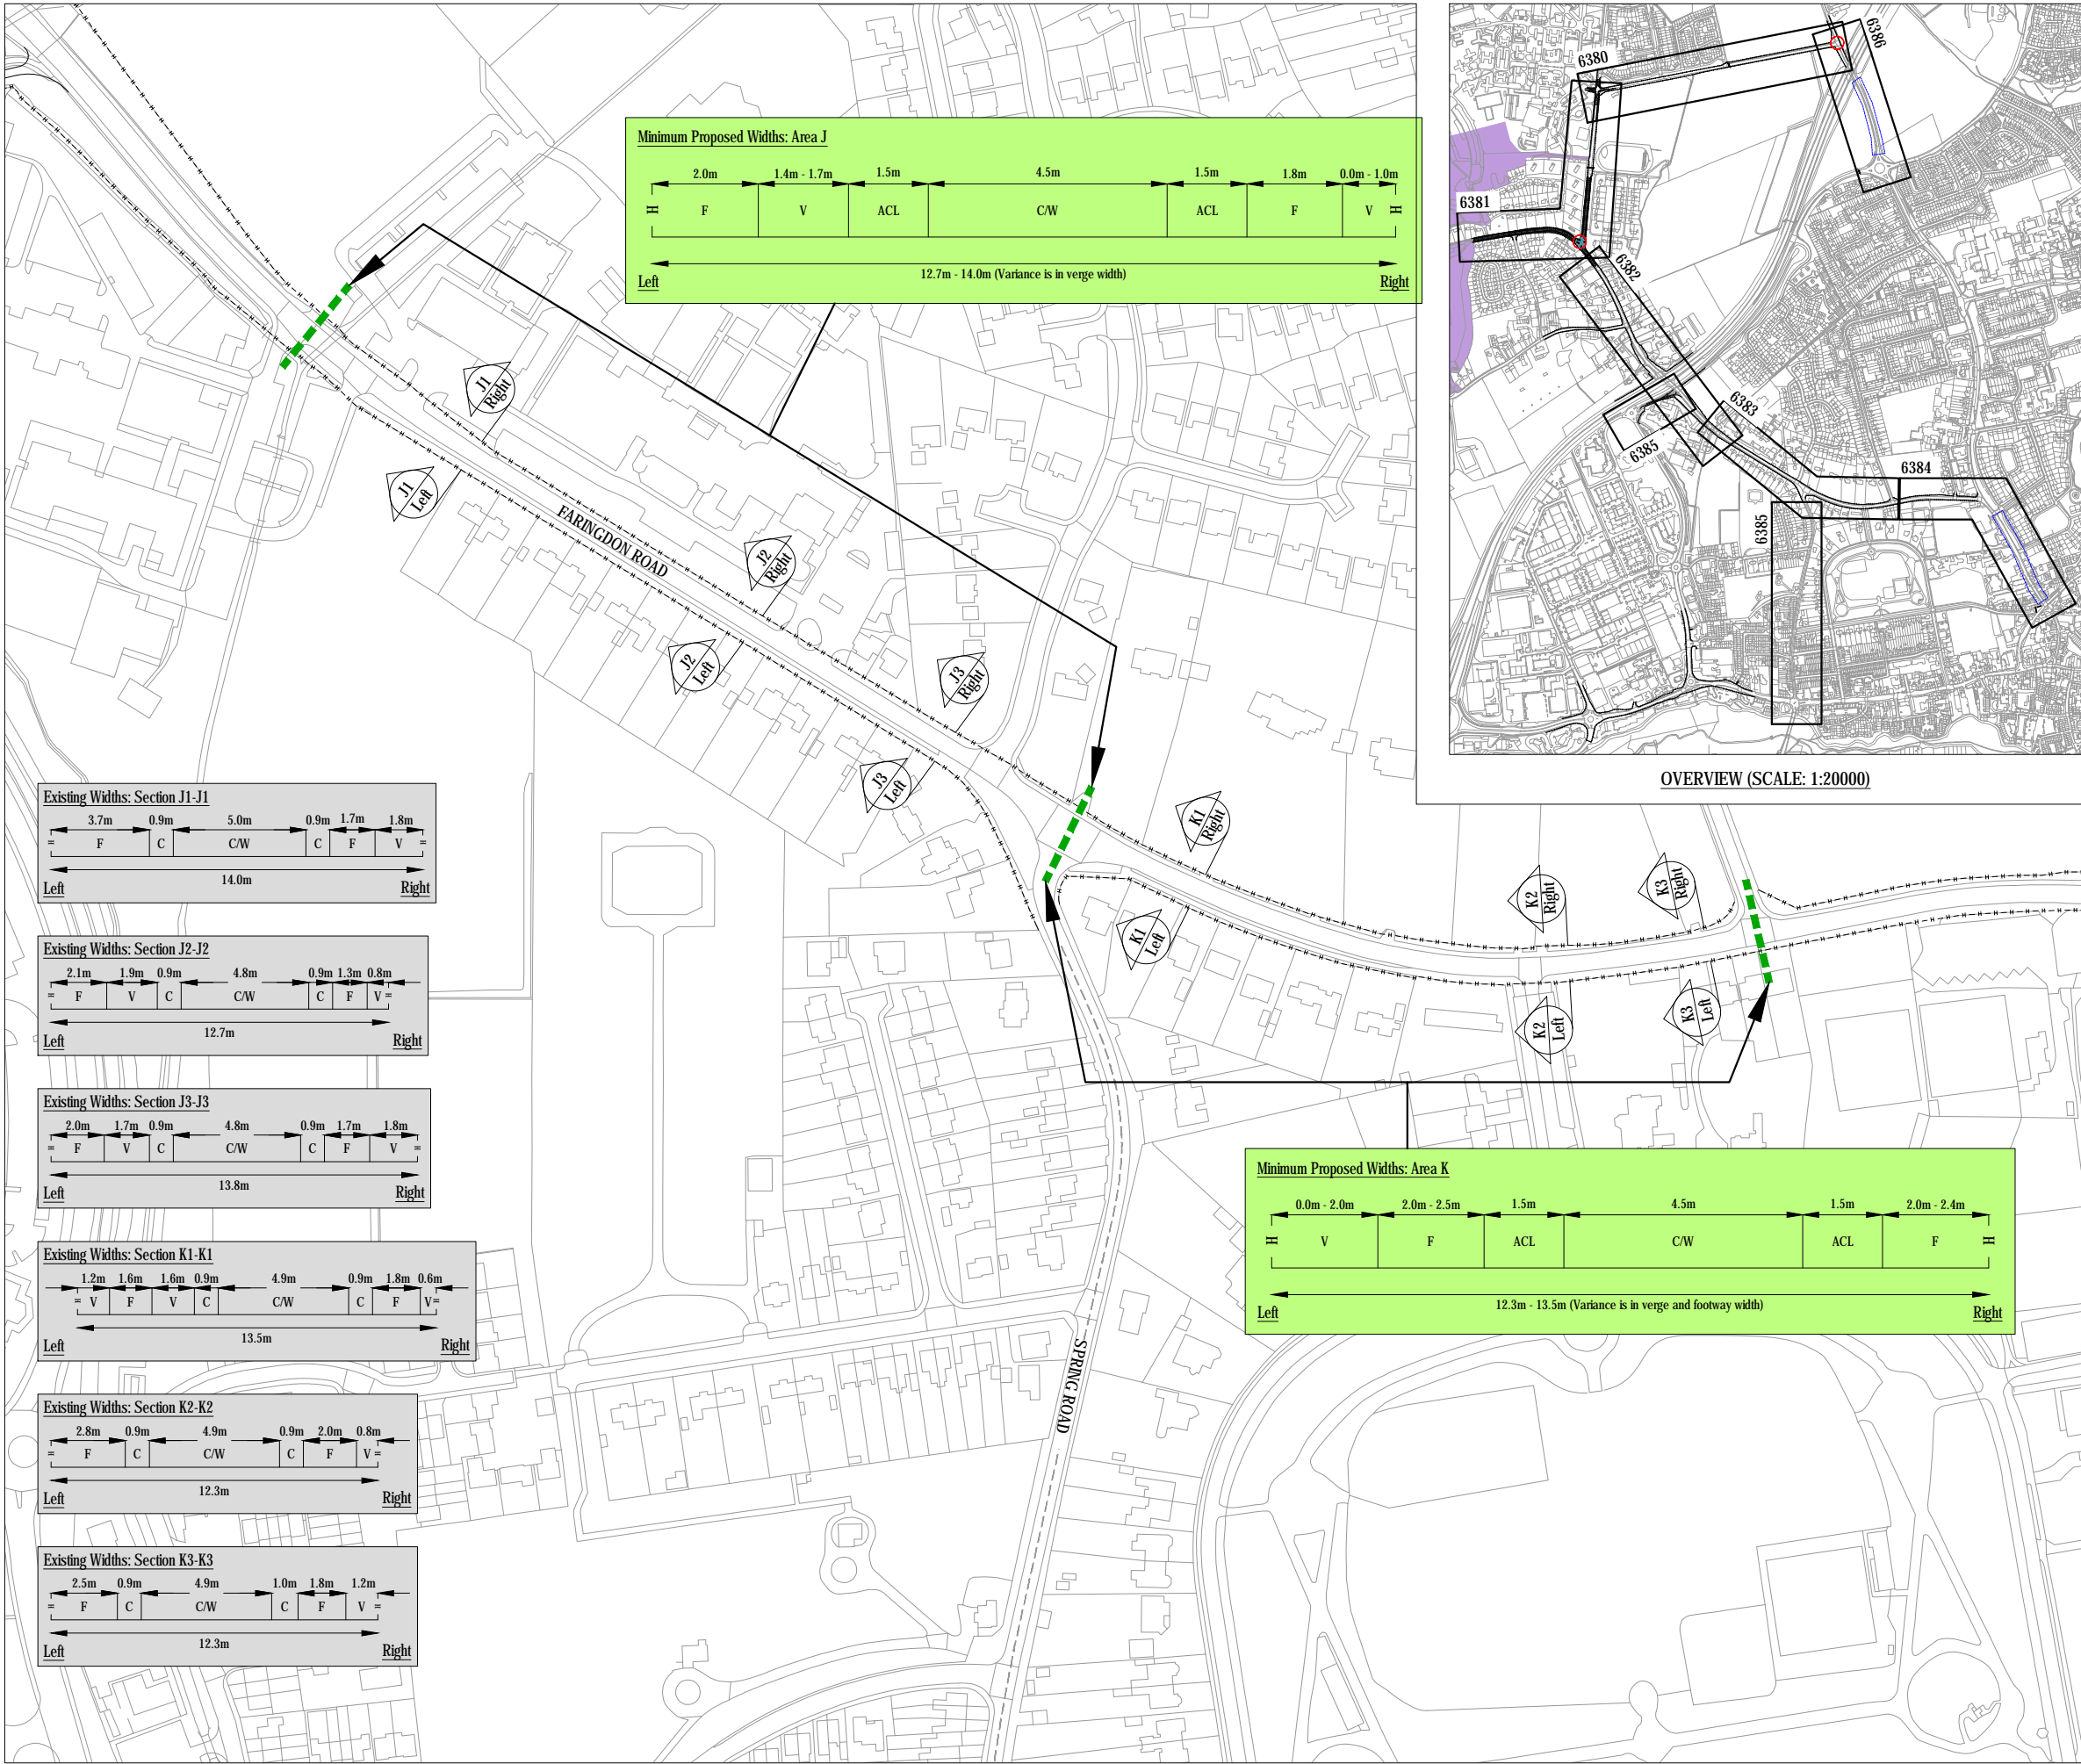 Minimum Proposed Widths: Area J
2.0m 1.4m - 1.7m 1.5m 4.5m 1.5m 1.8m 0.0m - 1.0m
H F V ACL C/W ACL F V H
12.7m - 14.0m (Variance is in verge width)
Left Right
6380
6386
6381
6382
6383
6385
6384
6385
OVERVIEW (SCALE: 1:20000)
J1
Right
J1
Left
FARINGDON ROAD
J2
Right
J2
Left
J3
Right
J3
Left
K1
Right
K1
Left
K2
Right
K2
Left
K3
Right
K3
Left
SPRING ROAD
Existing Widths: Section J1-J1
3.7m 0.9m 5.0m 0.9m 1.7m 1.8m
F C C/W C F V
14.0m
Left Right
Existing Widths: Section J2-J2
2.1m 1.9m 0.9m 4.8m 0.9m 1.3m 0.8m
F V C C/W C F V
12.7m
Left Right
Existing Widths: Section J3-J3
2.0m 1.7m 0.9m 4.8m 0.9m 1.7m 1.8m
F V C C/W C F V
13.8m
Left Right
Existing Widths: Section K1-K1
1.2m 1.6m 1.6m 0.9m 4.9m 0.9m 1.8m 0.6m
V F V C C/W C F V
13.5m
Left Right
Existing Widths: Section K2-K2
2.8m 0.9m 4.9m 0.9m 2.0m 0.8m
F C C/W C F V
12.3m
Left Right
Existing Widths: Section K3-K3
2.5m 0.9m 4.9m 1.0m 1.8m 1.2m
F C C/W C F V
12.3m
Left Right
Minimum Proposed Widths: Area K
0.0m - 2.0m 2.0m - 2.5m 1.5m 4.5m 1.5m 2.0m - 2.4m
H V F ACL C/W ACL F H
12.3m - 13.5m (Variance is in verge and footway width)
Left Right